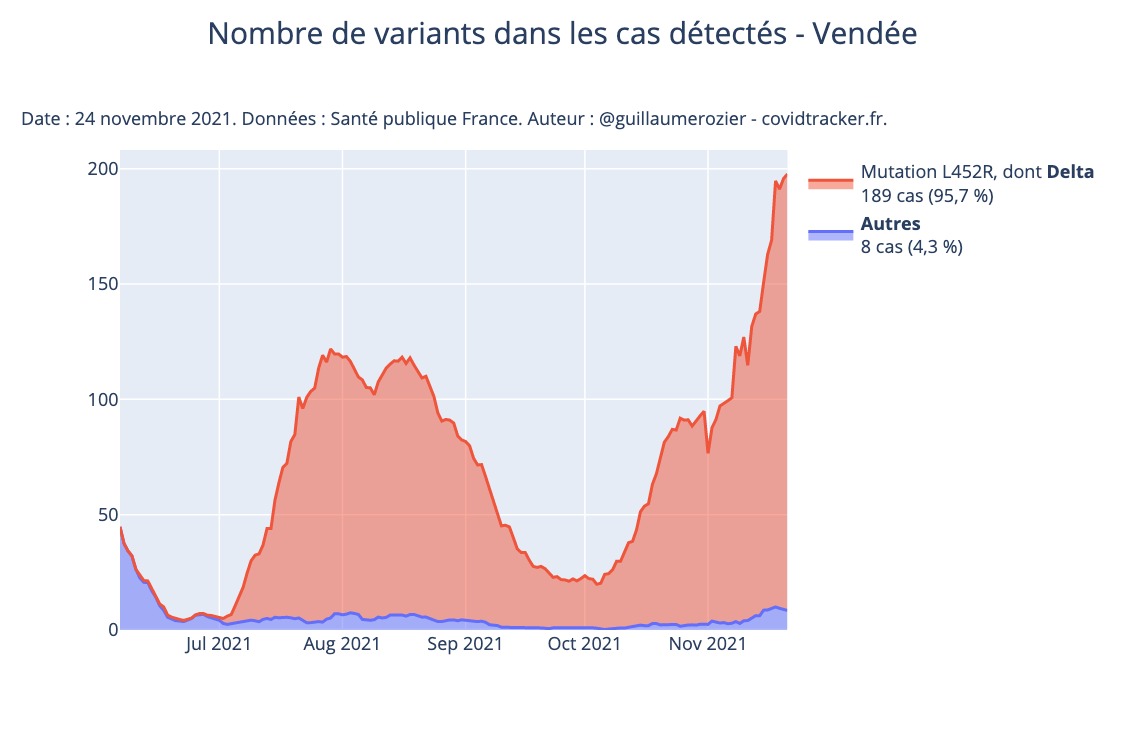 Nombre de variants dans les cas détectés - Vendée
Date : 24 novembre 2021. Données : Santé publique France. Auteur : @guillaumerozier - covidtracker.fr.
200
150
100
50
0
Jul 2021 Aug 2021 Sep 2021 Oct 2021 Nov 2021
Mutation L452R, dont Delta
189 cas (95,7 %)
Autres
8 cas (4,3 %)